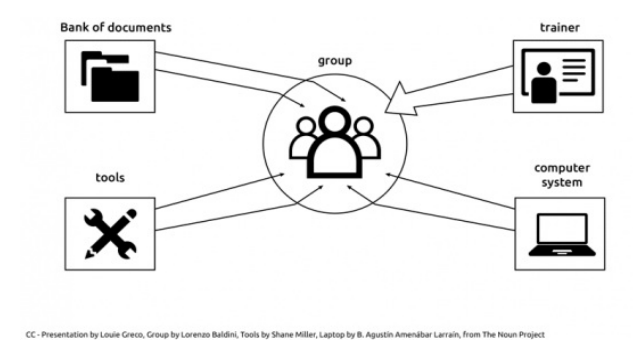 Bank of documents
trainer
group
tools
computer
system
CC - Presentation by Louie Greco, Group by Lorenzo Baldini, Tools by Shane Miller, Laptop by B. Agustín Amenábar Larraín, from The Noun Project